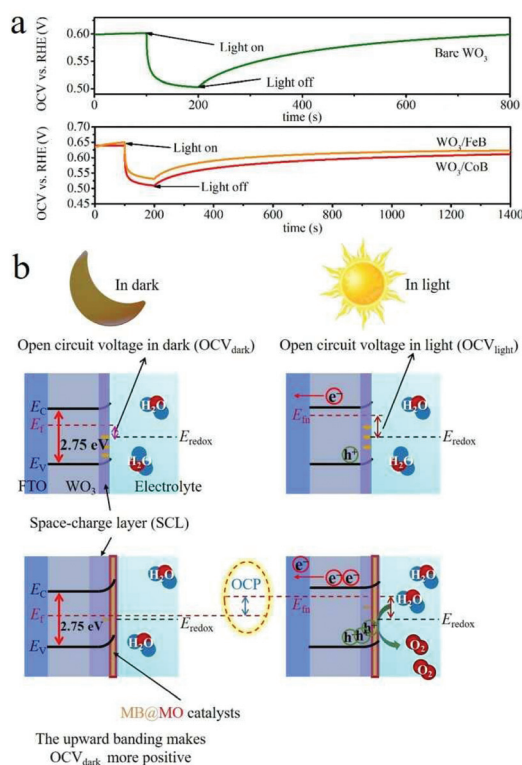 a
OCV vs. RHE (V)
0.60
0.55
0.50
Light on
Light off
Bare WO₃
0 200 400 600 800
time (s)
OCV vs. RHE (V)
0.70
0.65
0.60
0.55
0.50
0.45
Light on
Light off
WO₃/FeB
WO₃/CoB
0 200 400 600 800 1000 1200 1400
time (s)
b
In dark
In light
Open circuit voltage in dark (OCVdark)
Open circuit voltage in light (OCVlight)
EC
Ef
2.75 eV
EV
Eredox
H₂O
H₂O
FTO WO₃ Electrolyte
e⁻
Efn
h⁺
Eredox
H₂O
H₂O
Space-charge layer (SCL)
EC
Ef
2.75 eV
EV
Eredox
H₂O
H₂O
OCP
e⁻
e⁻ e⁻
Efn
Eredox
H₂O
H₂O
O₂
O₂
MB@MO catalysts
The upward banding makes
OCVdark more positive